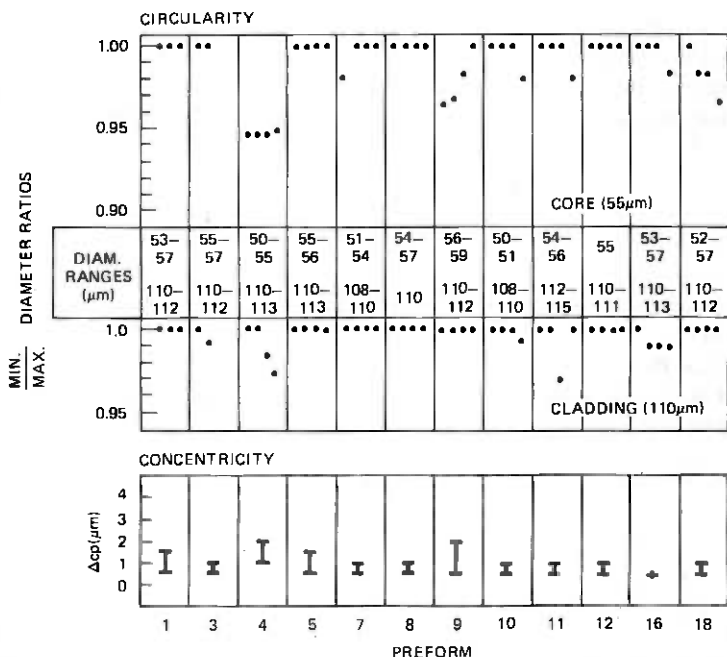 CIRCULARITY
1.00
0.95
0.90
CORE (55μm)
DIAMETER RATIOS
MIN.
MAX.
DIAM.
RANGES
(μm)
53– 55– 50– 55– 51– 54– 56– 50– 54– 55 53– 52–
57 57 55 56 54 57 59 51 56 57 57
110– 110– 110– 110– 108– 110 110– 108– 112– 110– 110– 110–
112 112 113 113 110 112 110 115 111 113 112
1.0
0.95
CLADDING (110μm)
CONCENTRICITY
Δcp(μm)
4
3
2
1
0
1 3 4 5 7 8 9 10 11 12 16 18
PREFORM